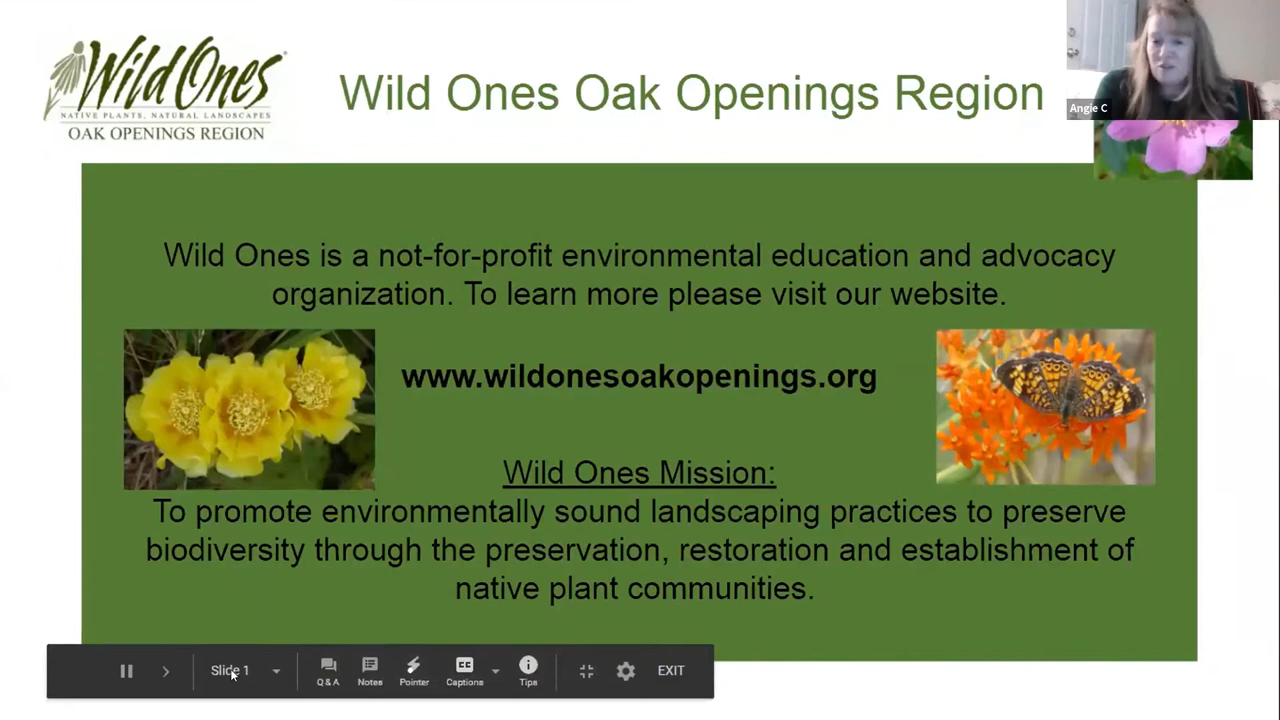 Wild Ones®
NATIVE PLANTS, NATURAL LANDSCAPES
OAK OPENINGS REGION
Wild Ones Oak Openings Region
Angie C
Wild Ones is a not-for-profit environmental education and advocacy
organization. To learn more please visit our website.
www.wildonesoakopenings.org
Wild Ones Mission:
To promote environmentally sound landscaping practices to preserve
biodiversity through the preservation, restoration and establishment of
native plant communities.
Slide 1
Q & A
Notes
Pointer
CC
Captions
Tips
EXIT